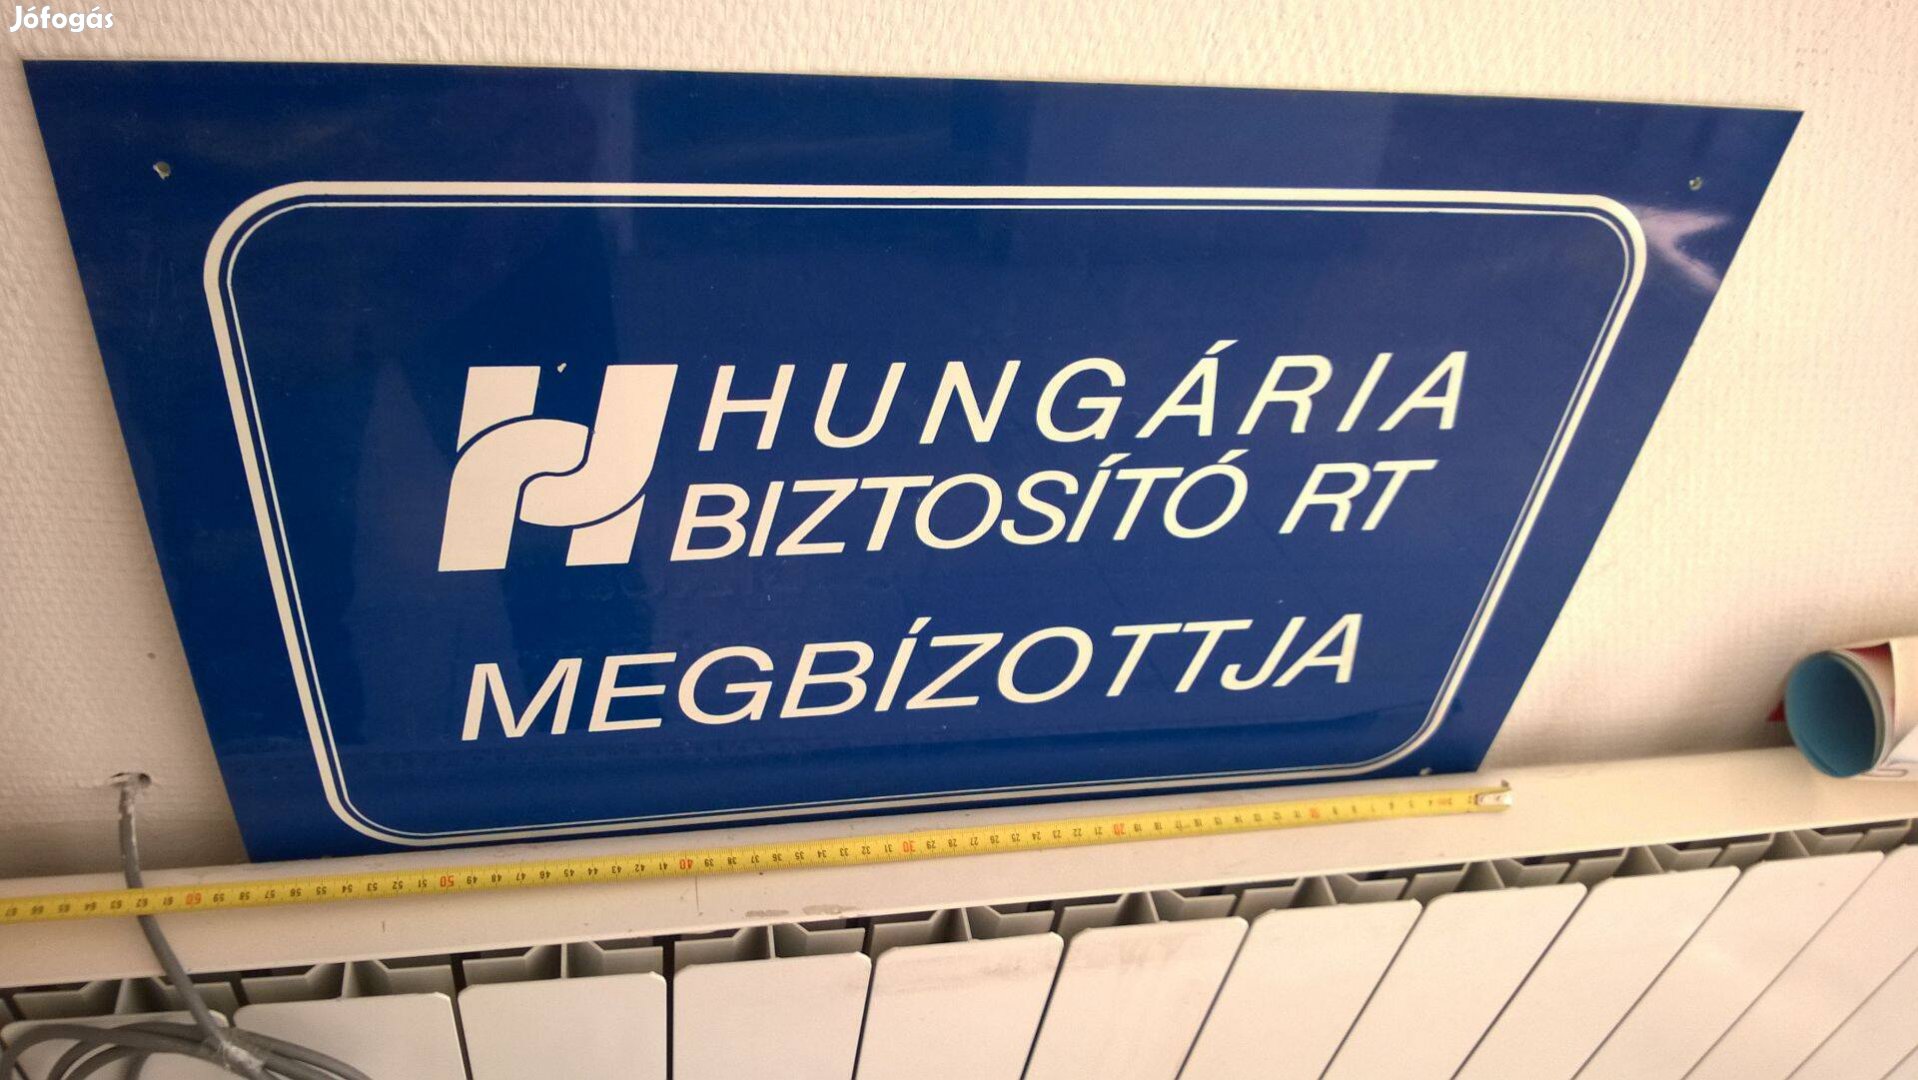 Jófogás
HUNGÁRIA
BIZTOSÍTÓ RT
MEGBÍZOTTJA